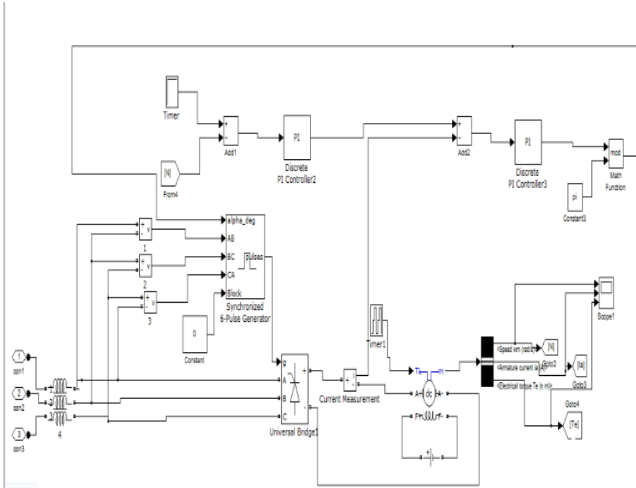 Timer
+
−
Add1
PI
Discrete
PI Controller2
[N]
From4
+
−
Add2
PI
Discrete
PI Controller3
mod
Math
Function
pi
Constant3
alpha_deg
AB
BC
CA
Block
pulses
Synchronized
6-Pulse Generator
+
-
v
1
+
-
v
2
+
-
v
3
0
Constant
Timer1
Scope1
1
con1
2
con2
3
con3
4
g
A
B
C
+
-
Universal Bridge1
+
-
i
Current Measurement
TL
m
A+
dc
A-
F+
F-
+
<Speed wm (rad/s)>
<Armature current ia (A)>
<Electrical torque Te (n m)>
[N]
Goto2
[Ia]
Goto3
Goto4
[Te]